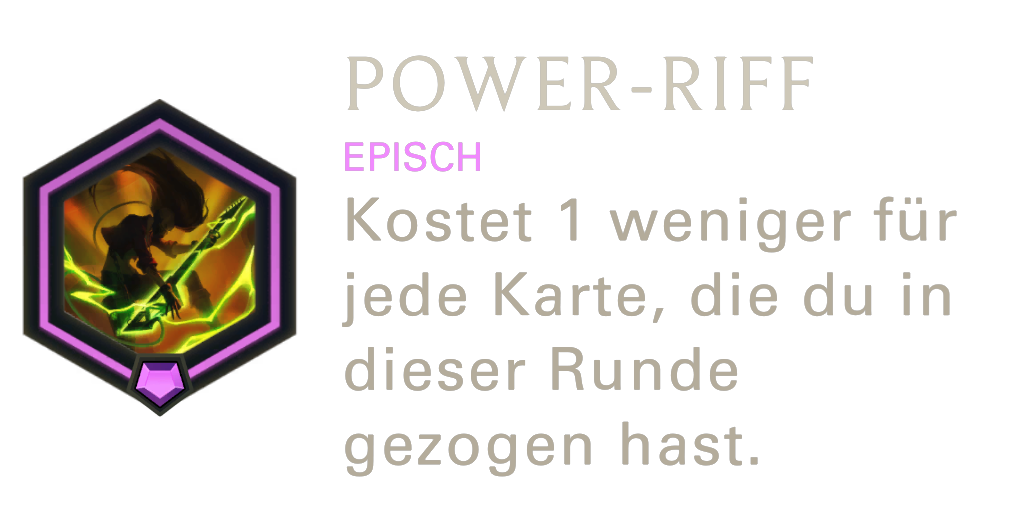 POWER-RIFF
EPISCH
Kostet 1 weniger für
jede Karte, die du in
dieser Runde
gezogen hast.